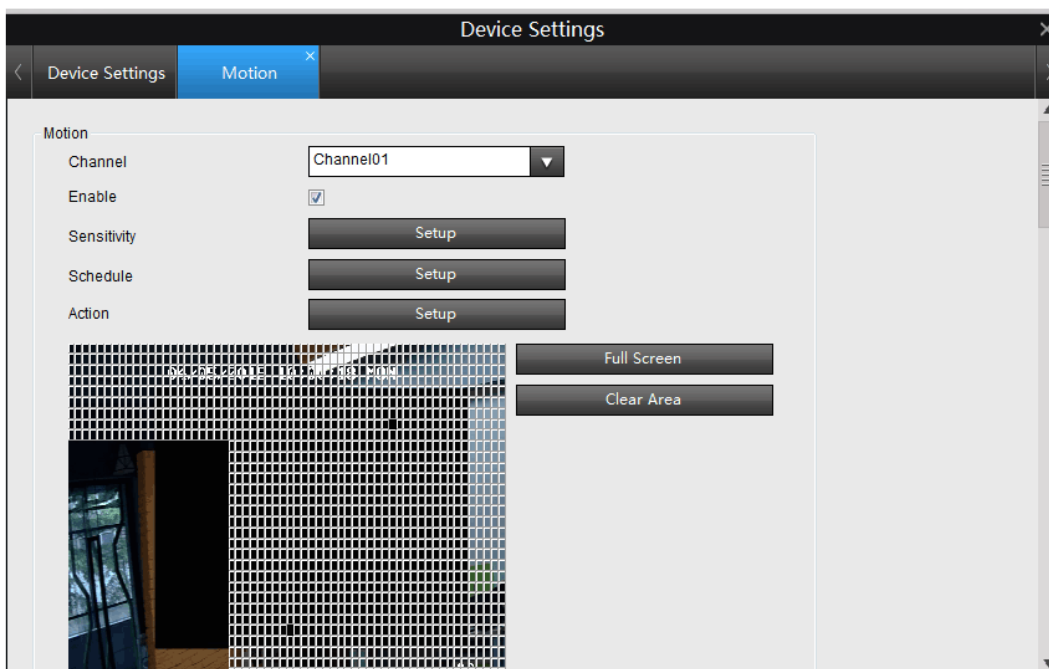 Device Settings
Device Settings
Motion
Motion
Channel
Channel01
Enable
Sensitivity
Setup
Schedule
Setup
Action
Setup
Full Screen
Clear Area